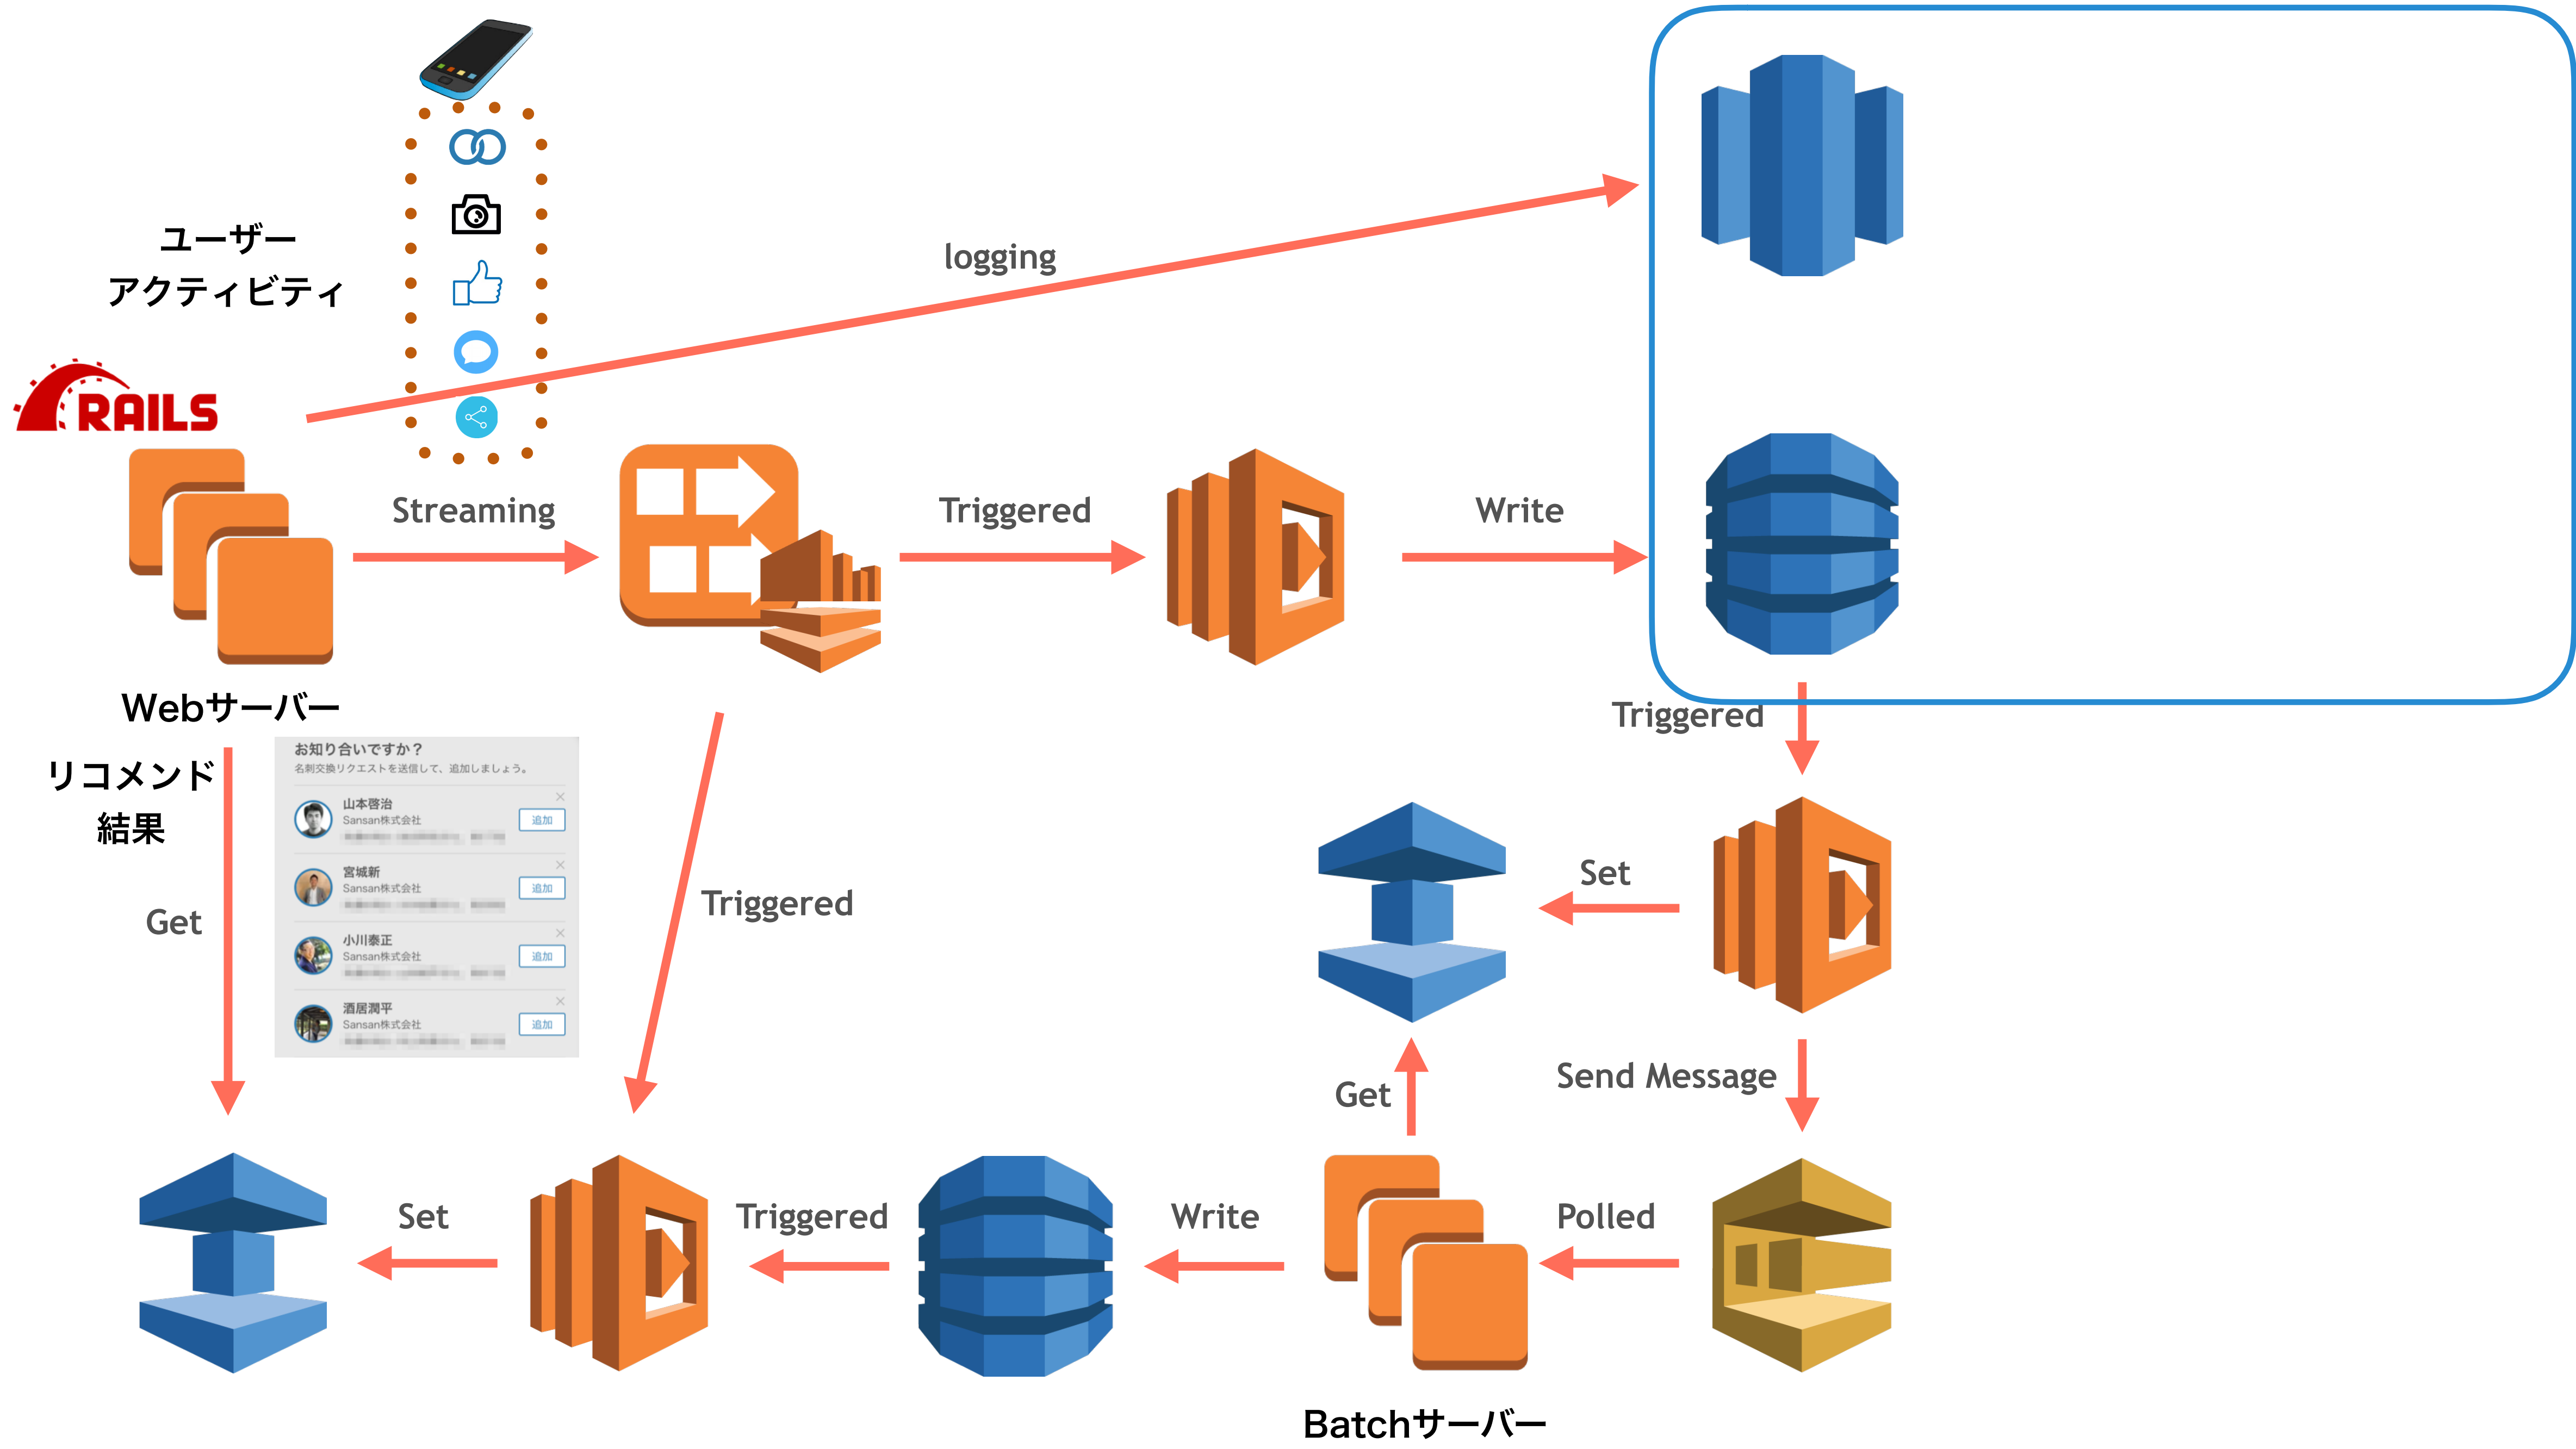 ユーザー
アクティビティ
logging
RAILS
Streaming
Triggered
Write
Webサーバー
Triggered
リコメンド
結果
お知り合いですか？
名刺交換リクエストを送信して、追加しましょう。
山本啓治
Sansan株式会社
追加
宮城新
Sansan株式会社
追加
小川泰正
Sansan株式会社
追加
酒居潤平
Sansan株式会社
追加
Get
Triggered
Set
Get
Send Message
Set
Triggered
Write
Polled
Batchサーバー